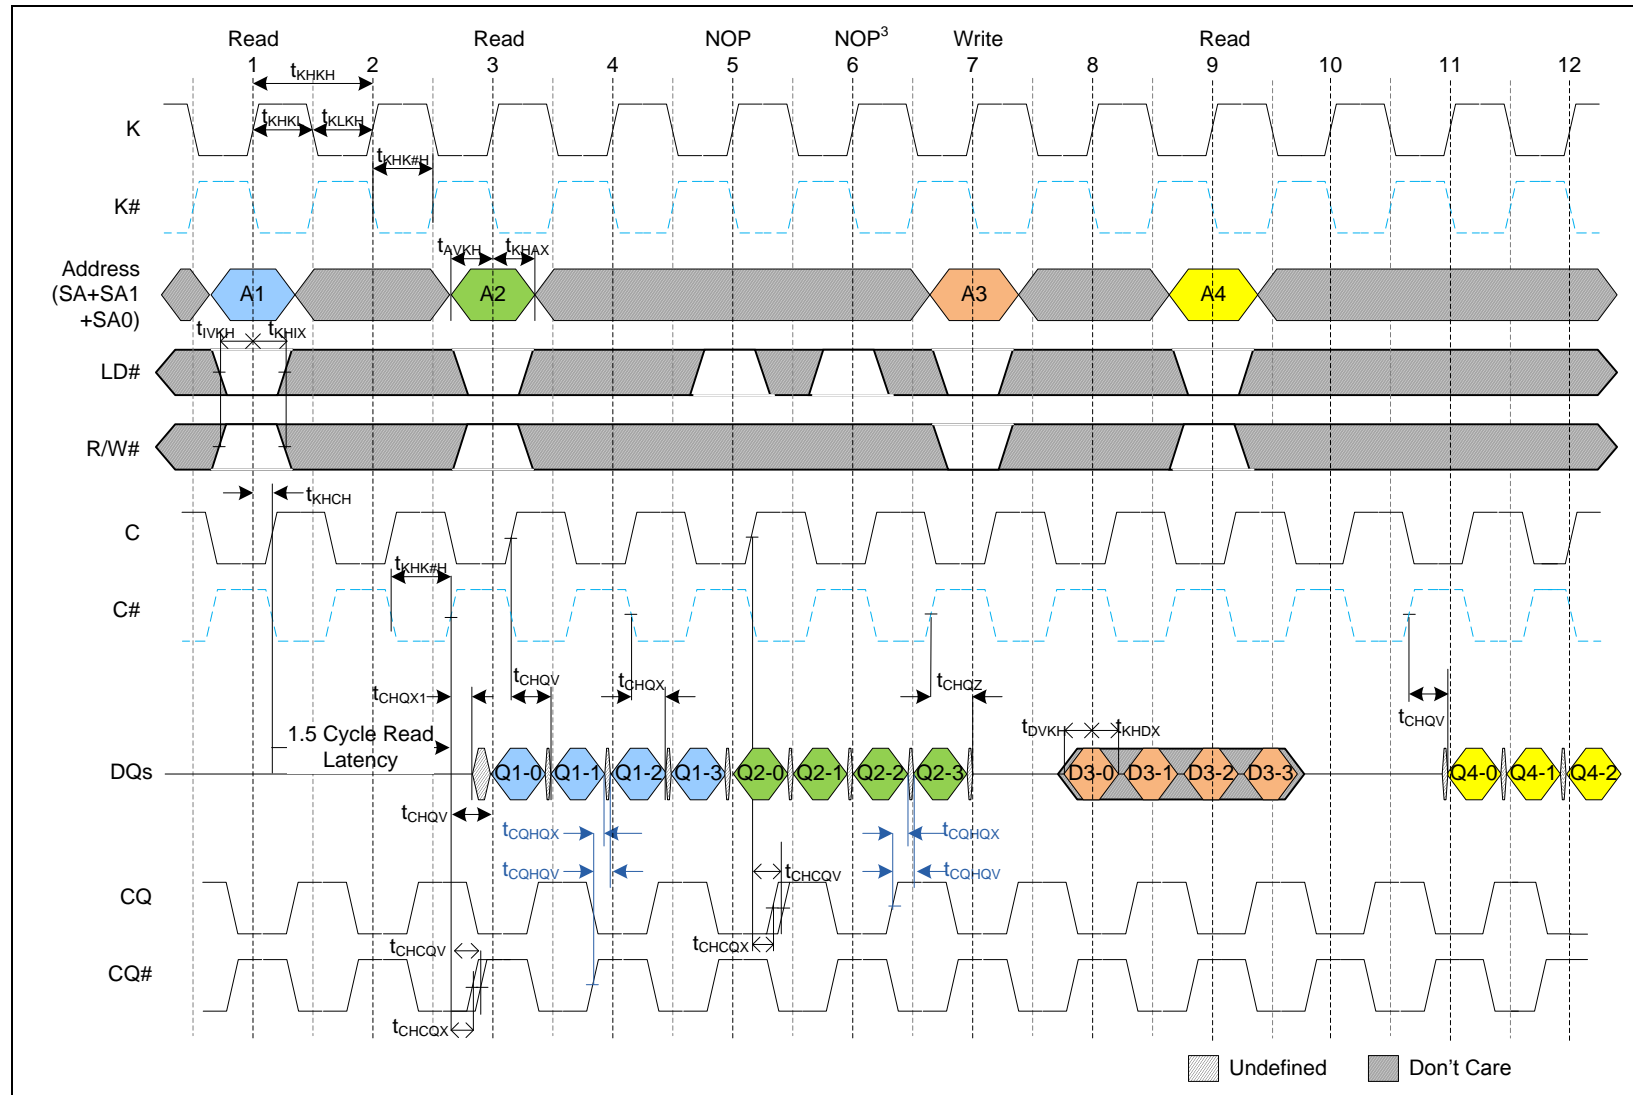 Read Read NOP NOP3 Write Read
1 2 3 4 5 6 7 8 9 10 11 12
tKHKH
K
tKHKL tKLKH
tKHK#H
K#
tAVKH tKHAX
Address
(SA+SA1
+SA0)
A1 A2 A3 A4
tIVKH tKHIX
LD#
R/W#
tKHCH
C
tKHK#H
C#
tCHQX1 tCHQV tCHQX tCHQZ tCHQV
1.5 Cycle Read
Latency
tDVKH tKHDX
DQs
Q1-0 Q1-1 Q1-2 Q1-3 Q2-0 Q2-1 Q2-2 Q2-3 D3-0 D3-1 D3-2 D3-3 Q4-0 Q4-1 Q4-2
tCHQV
tCQHQX tCQHQX
tCQHQV tCHCQV tCQHQV
CQ
tCHCQV tCHCQX
CQ#
tCHCQX
Undefined Don't Care